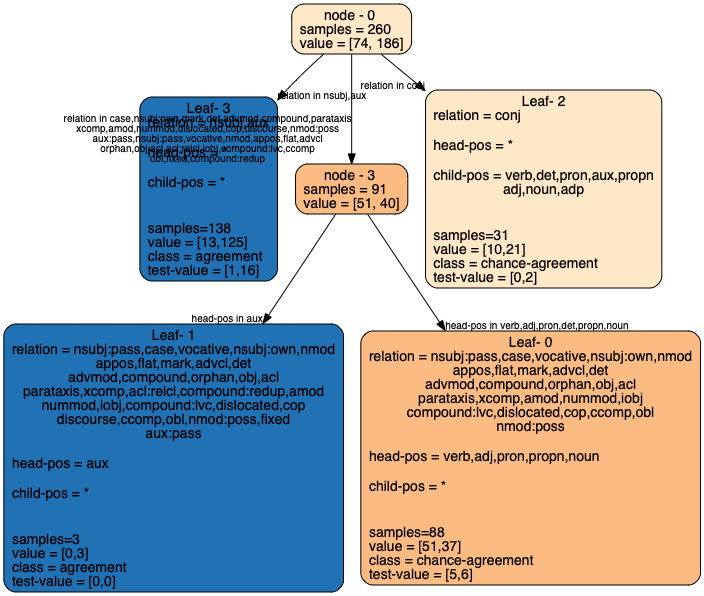 node - 0
samples = 260
value = [74, 186]
relation in nsubj,aux
relation in conj
relation in case,nsubj:own,mark,det,advmod,compound,parataxis
xcomp,amod,nummod,dislocated,cop,discourse,nmod:poss
aux:pass,nsubj:pass,vocative,nmod,appos,flat,advcl
orphan,obj,acl,acl:relcl,iobj,compound:lvc,ccomp
obl,fixed,compound:redup
Leaf- 3
relation = nsubj,aux
head-pos = *
child-pos = *
samples=138
value = [13,125]
class = agreement
test-value = [1,16]
node - 3
samples = 91
value = [51, 40]
Leaf- 2
relation = conj
head-pos = *
child-pos = verb,det,pron,aux,propn
adj,noun,adp
samples=31
value = [10,21]
class = chance-agreement
test-value = [0,2]
head-pos in aux
head-pos in verb,adj,pron,det,propn,noun
Leaf- 1
relation = nsubj:pass,case,vocative,nsubj:own,nmod
appos,flat,mark,advcl,det
advmod,compound,orphan,obj,acl
parataxis,xcomp,acl:relcl,compound:redup,amod
nummod,iobj,compound:lvc,dislocated,cop
discourse,ccomp,obl,nmod:poss,fixed
aux:pass
head-pos = aux
child-pos = *
samples=3
value = [0,3]
class = agreement
test-value = [0,0]
Leaf- 0
relation = nsubj:pass,case,vocative,nsubj:own,nmod
appos,flat,mark,advcl,det
advmod,compound,orphan,obj,acl
parataxis,xcomp,amod,nummod,iobj
compound:lvc,dislocated,cop,ccomp,obl
nmod:poss
head-pos = verb,adj,pron,propn,noun
child-pos = *
samples=88
value = [51,37]
class = chance-agreement
test-value = [5,6]